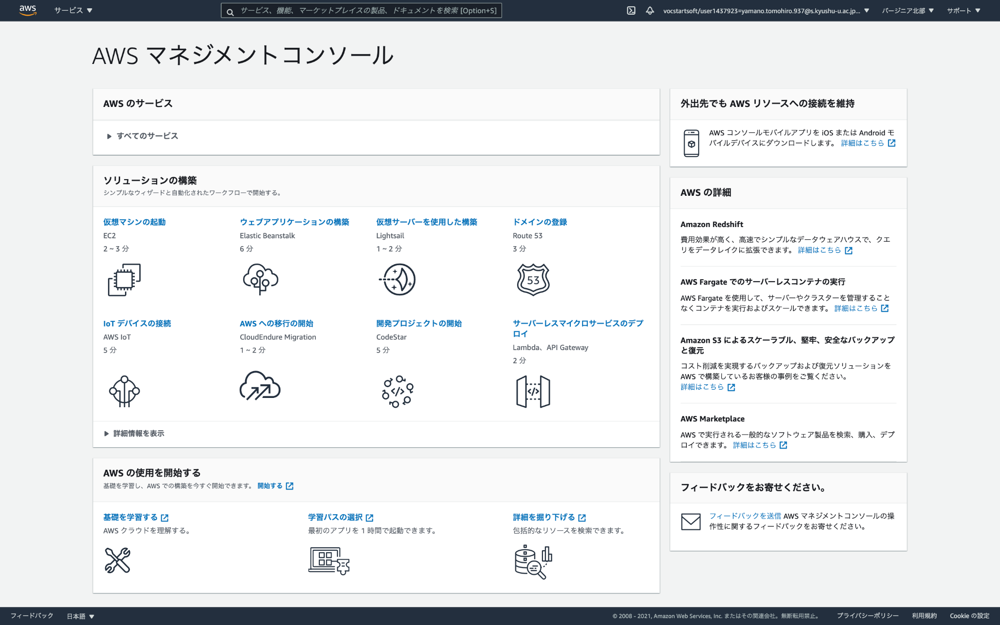 aws
サービス
サービス、機能、マーケットプレイスの製品、ドキュメントを検索 [Option+S]
vocstartsoft/user1437923=yamano.tomohiro.937@s.kyushu-u.ac.jp...
バージニア北部
サポート
AWS マネジメントコンソール
AWS のサービス
すべてのサービス
ソリューションの構築
シンプルなウィザードと自動化されたワークフローで開始する。
仮想マシンの起動
EC2
2 ~ 3 分
ウェブアプリケーションの構築
Elastic Beanstalk
6 分
仮想サーバーを使用した構築
Lightsail
1 ~ 2 分
ドメインの登録
Route 53
3 分
53
IoT デバイスの接続
AWS IoT
5 分
AWS への移行の開始
CloudEndure Migration
1 ~ 2 分
開発プロジェクトの開始
CodeStar
5 分
</>
サーバーレスマイクロサービスのデプ
ロイ
Lambda、API Gateway
2 分
</>
詳細情報を表示
AWS の使用を開始する
基礎を学習し、AWS での構築を今すぐ開始できます。 開始する
基礎を学習する
AWS クラウドを理解する。
学習パスの選択
最初のアプリを 1 時間で起動できます。
詳細を掘り下げる
包括的なリソースを検索できます。
外出先でも AWS リソースへの接続を維持
AWS コンソールモバイルアプリを iOS または Android モ
バイルデバイスにダウンロードします。 詳細はこちら
AWS の詳細
Amazon Redshift
費用効果が高く、高速でシンプルなデータウェアハウスで、クエ
リをデータレイクに拡張できます。 詳細はこちら
AWS Fargate でのサーバーレスコンテナの実行
AWS Fargate を使用して、サーバーやクラスターを管理すること
なくコンテナを実行およびスケールできます。 詳細はこちら
Amazon S3 によるスケーラブル、堅牢、安全なバックアップ
と復元
コスト削減を実現するバックアップおよび復元ソリューションを
AWS で構築しているお客様の事例をご覧ください。
詳細はこちら
AWS Marketplace
AWS で実行される一般的なソフトウェア製品を検索、購入、デプ
ロイできます。 詳細はこちら
フィードバックをお寄せください。
フィードバックを送信 AWS マネジメントコンソールの操
作性に関するフィードバックをお寄せください。
フィードバック
日本語
© 2008 - 2021, Amazon Web Services, Inc. またはその関連会社。無断転用禁止。
プライバシーポリシー
利用規約
Cookie の設定